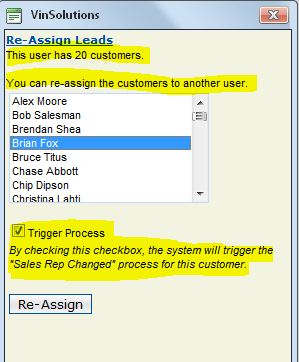 VinSolutions
Re-Assign Leads
This user has 20 customers.
You can re-assign the customers to another user.
Alex Moore
Bob Salesman
Brendan Shea
Brian Fox
Bruce Titus
Chase Abbott
Chip Dipson
Christina Lahti
Trigger Process
By checking this checkbox, the system will trigger the
"Sales Rep Changed" process for this customer.
Re-Assign